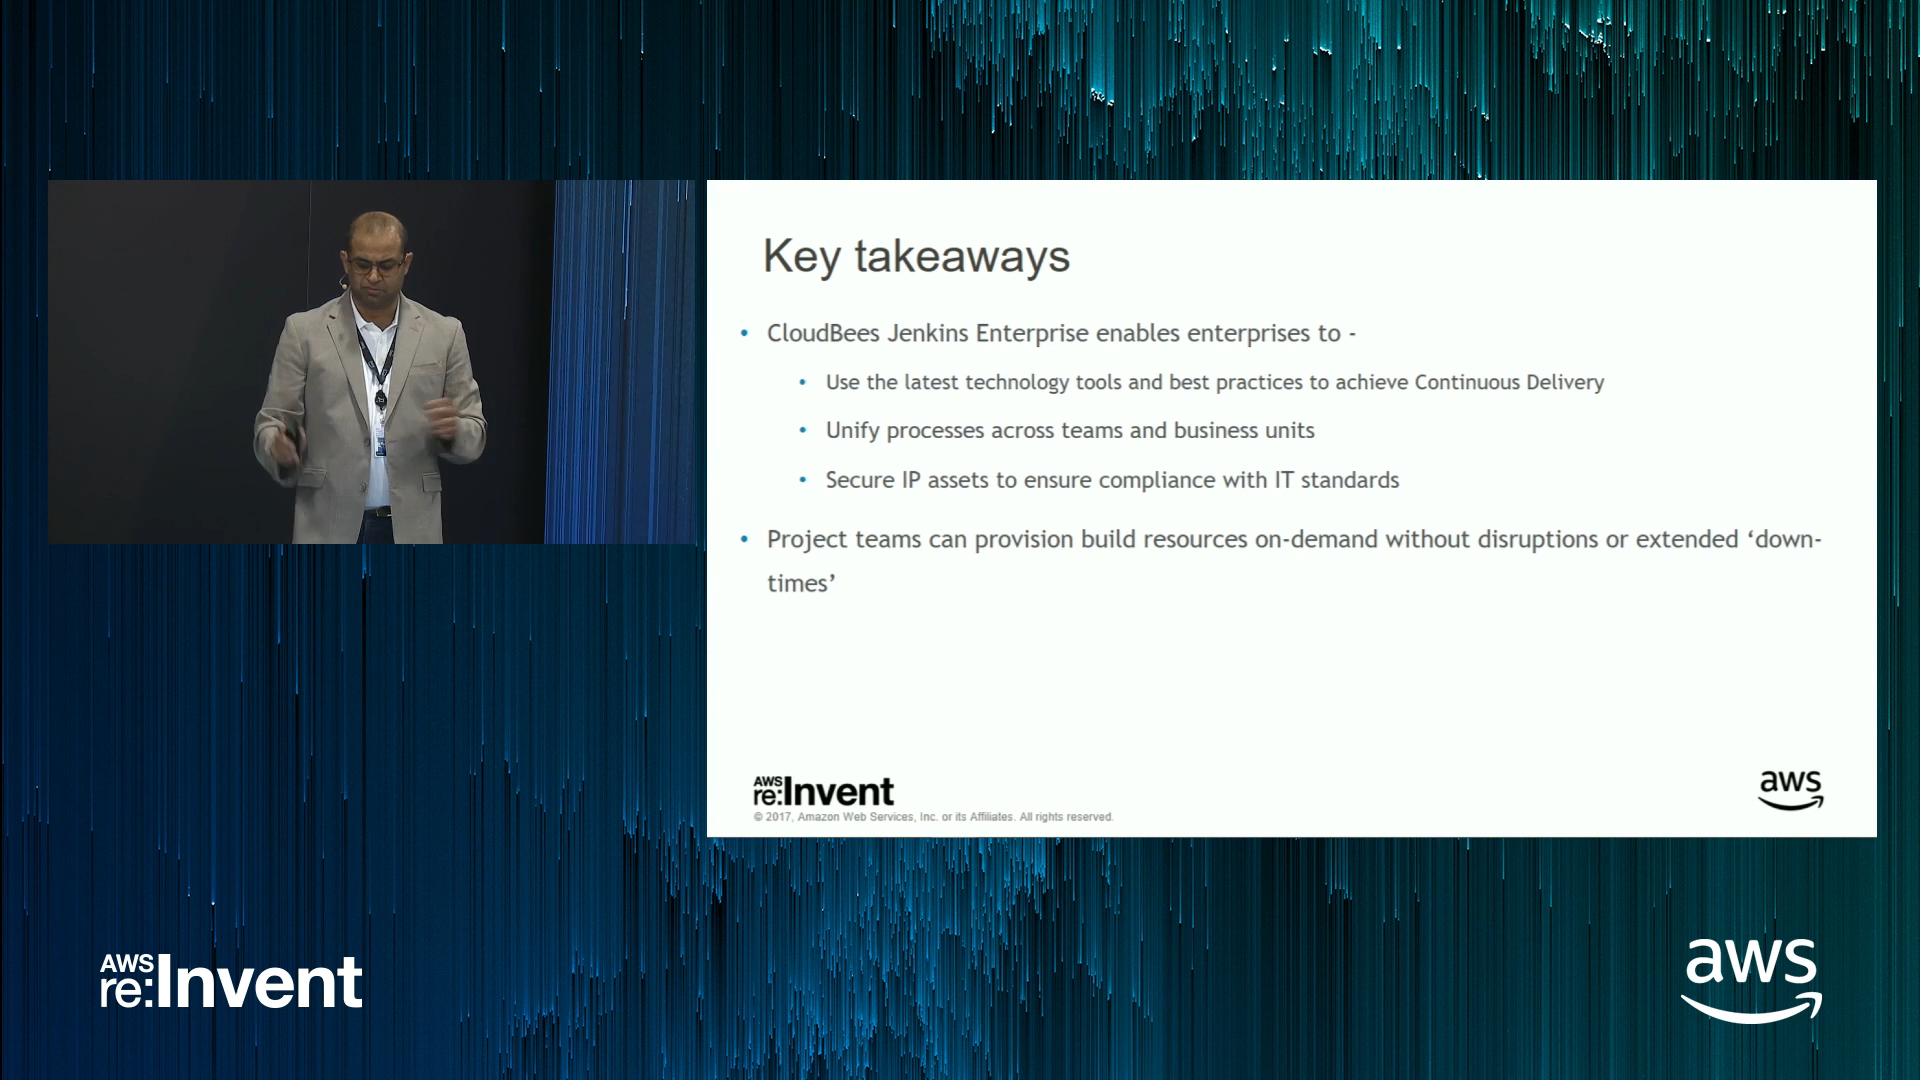 Key takeaways
• CloudBees Jenkins Enterprise enables enterprises to -
• Use the latest technology tools and best practices to achieve Continuous Delivery
• Unify processes across teams and business units
• Secure IP assets to ensure compliance with IT standards
• Project teams can provision build resources on-demand without disruptions or extended ‘down-
times’
AWS
re:Invent
© 2017, Amazon Web Services, Inc. or its Affiliates. All rights reserved.
aws
AWS
re:Invent
aws